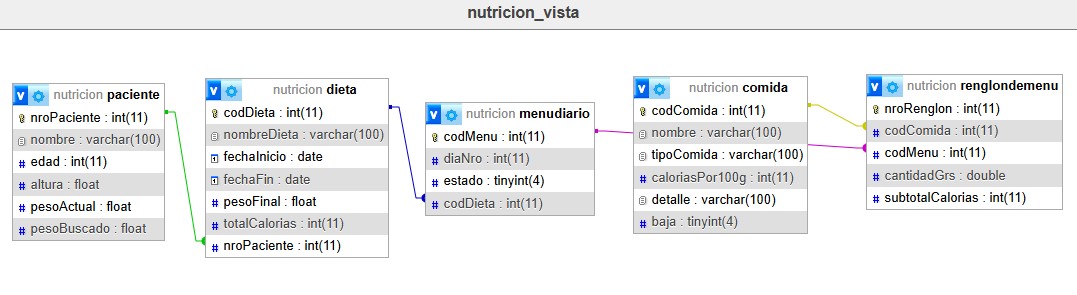 nutricion_vista
nutricion paciente
nroPaciente : int(11)
nombre : varchar(100)
edad : int(11)
altura : float
pesoActual : float
pesoBuscado : float
nutricion dieta
codDieta : int(11)
nombreDieta : varchar(100)
fechaInicio : date
fechaFin : date
pesoFinal : float
totalCalorias : int(11)
nroPaciente : int(11)
nutricion menudiario
codMenu : int(11)
diaNro : int(11)
estado : tinyint(4)
codDieta : int(11)
nutricion comida
codComida : int(11)
nombre : varchar(100)
tipoComida : varchar(100)
caloriasPor100g : int(11)
detalle : varchar(100)
baja : tinyint(4)
nutricion renglondemenu
nroRenglon : int(11)
codComida : int(11)
codMenu : int(11)
cantidadGrs : double
subtotalCalorias : int(11)